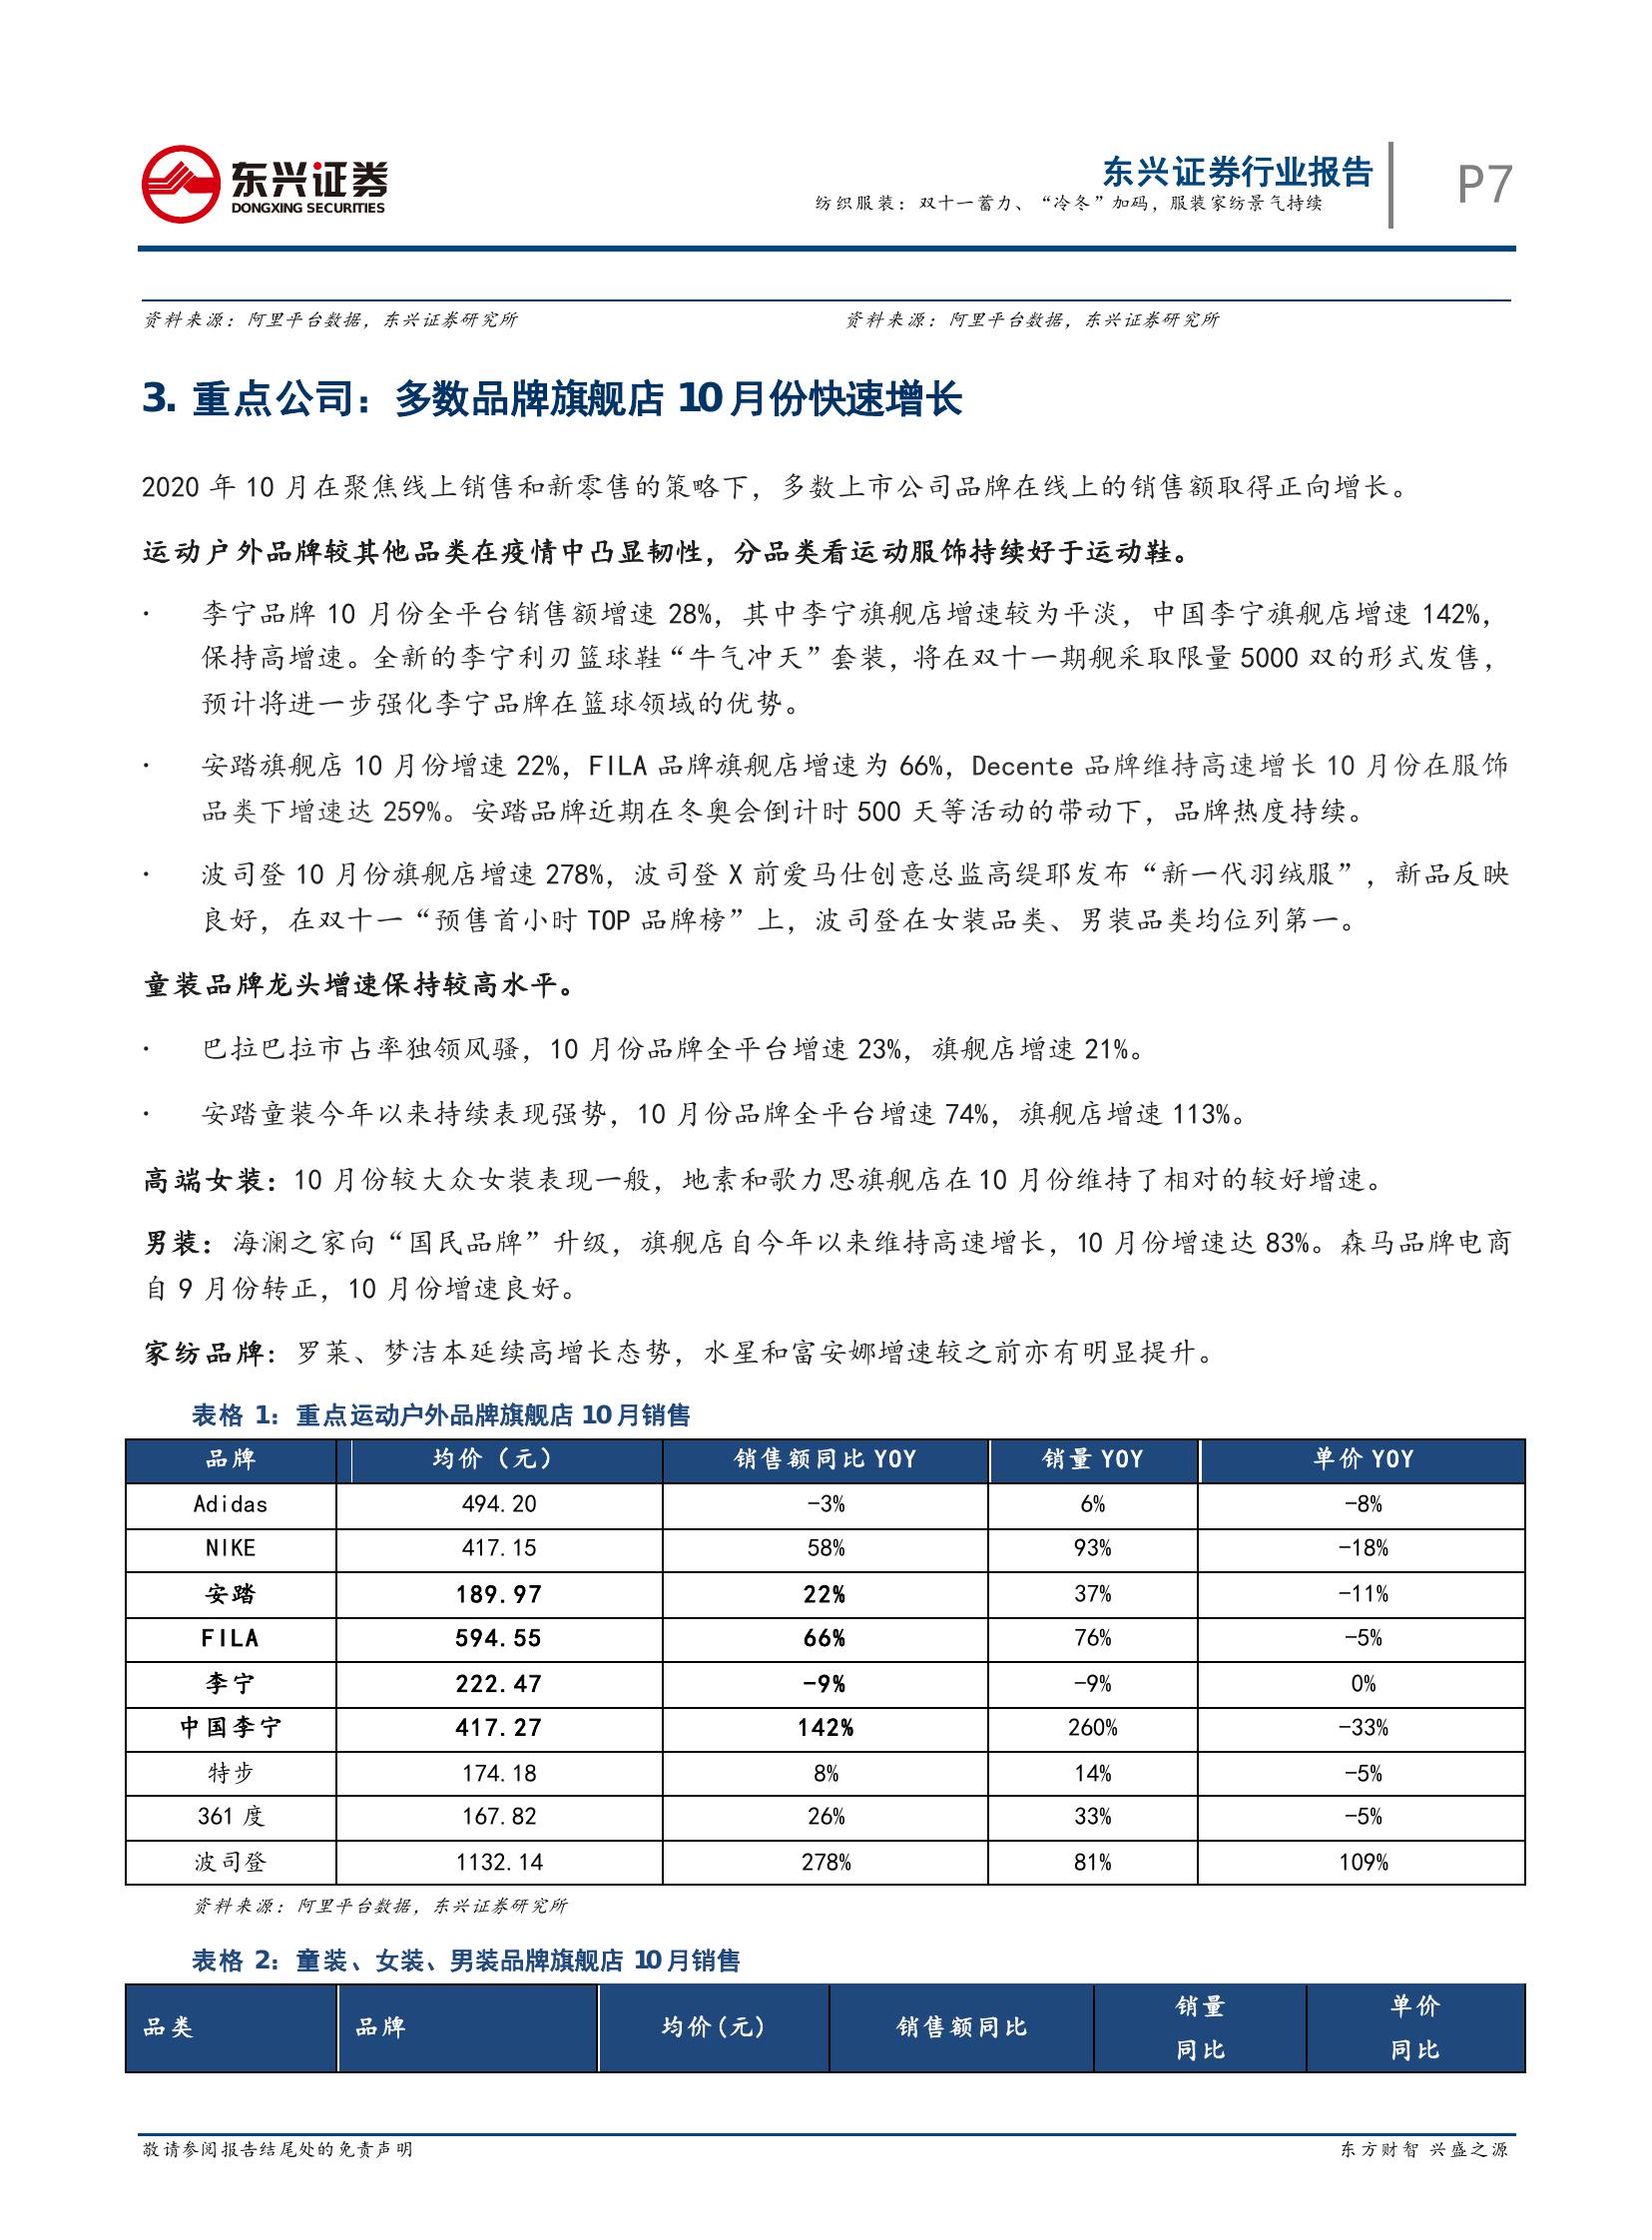 东兴证券
DONGXING SECURITIES
东兴证券行业报告
纺织服装：双十一蓄力、“冷冬”加码，服装家纺景气持续
P7
资料来源：阿里平台数据，东兴证券研究所 资料来源：阿里平台数据，东兴证券研究所
3. 重点公司：多数品牌旗舰店 10 月份快速增长
2020 年 10 月在聚焦线上销售和新零售的策略下，多数上市公司品牌在线上的销售额取得正向增长。
运动户外品牌较其他品类在疫情中凸显韧性，分品类看运动服饰持续好于运动鞋。
· 李宁品牌 10 月份全平台销售额增速 28%，其中李宁旗舰店增速较为平淡，中国李宁旗舰店增速 142%，
保持高增速。全新的李宁利刃篮球鞋“牛气冲天”套装，将在双十一期舰采取限量 5000 双的形式发售，
预计将进一步强化李宁品牌在篮球领域的优势。
· 安踏旗舰店 10 月份增速 22%，FILA 品牌旗舰店增速为 66%，Decente 品牌维持高速增长 10 月份在服饰
品类下增速达 259%。安踏品牌近期在冬奥会倒计时 500 天等活动的带动下，品牌热度持续。
· 波司登 10 月份旗舰店增速 278%，波司登 X 前爱马仕创意总监高缇耶发布“新一代羽绒服”，新品反映
良好，在双十一“预售首小时 TOP 品牌榜”上，波司登在女装品类、男装品类均位列第一。
童装品牌龙头增速保持较高水平。
· 巴拉巴拉市占率独领风骚，10 月份品牌全平台增速 23%，旗舰店增速 21%。
· 安踏童装今年以来持续表现强势，10 月份品牌全平台增速 74%，旗舰店增速 113%。
高端女装：10 月份较大众女装表现一般，地素和歌力思旗舰店在 10 月份维持了相对的较好增速。
男装：海澜之家向“国民品牌”升级，旗舰店自今年以来维持高速增长，10 月份增速达 83%。森马品牌电商
自 9 月份转正，10 月份增速良好。
家纺品牌：罗莱、梦洁本延续高增长态势，水星和富安娜增速较之前亦有明显提升。
表格 1：重点运动户外品牌旗舰店 10 月销售
品牌 均价（元） 销售额同比 YOY 销量 YOY 单价 YOY
Adidas 494.20 -3% 6% -8%
NIKE 417.15 58% 93% -18%
安踏 189.97 22% 37% -11%
FILA 594.55 66% 76% -5%
李宁 222.47 -9% -9% 0%
中国李宁 417.27 142% 260% -33%
特步 174.18 8% 14% -5%
361 度 167.82 26% 33% -5%
波司登 1132.14 278% 81% 109%
资料来源：阿里平台数据，东兴证券研究所
表格 2：童装、女装、男装品牌旗舰店 10 月销售
品类 品牌 均价(元) 销售额同比 销量 单价
同比 同比
敬请参阅报告结尾处的免责声明 东方财智 兴盛之源